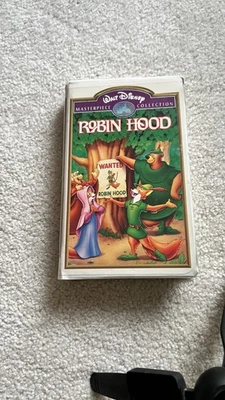 Walt Disney
MASTERPIECE COLLECTION
ROBIN HOOD
WANTED
ROBIN HOOD